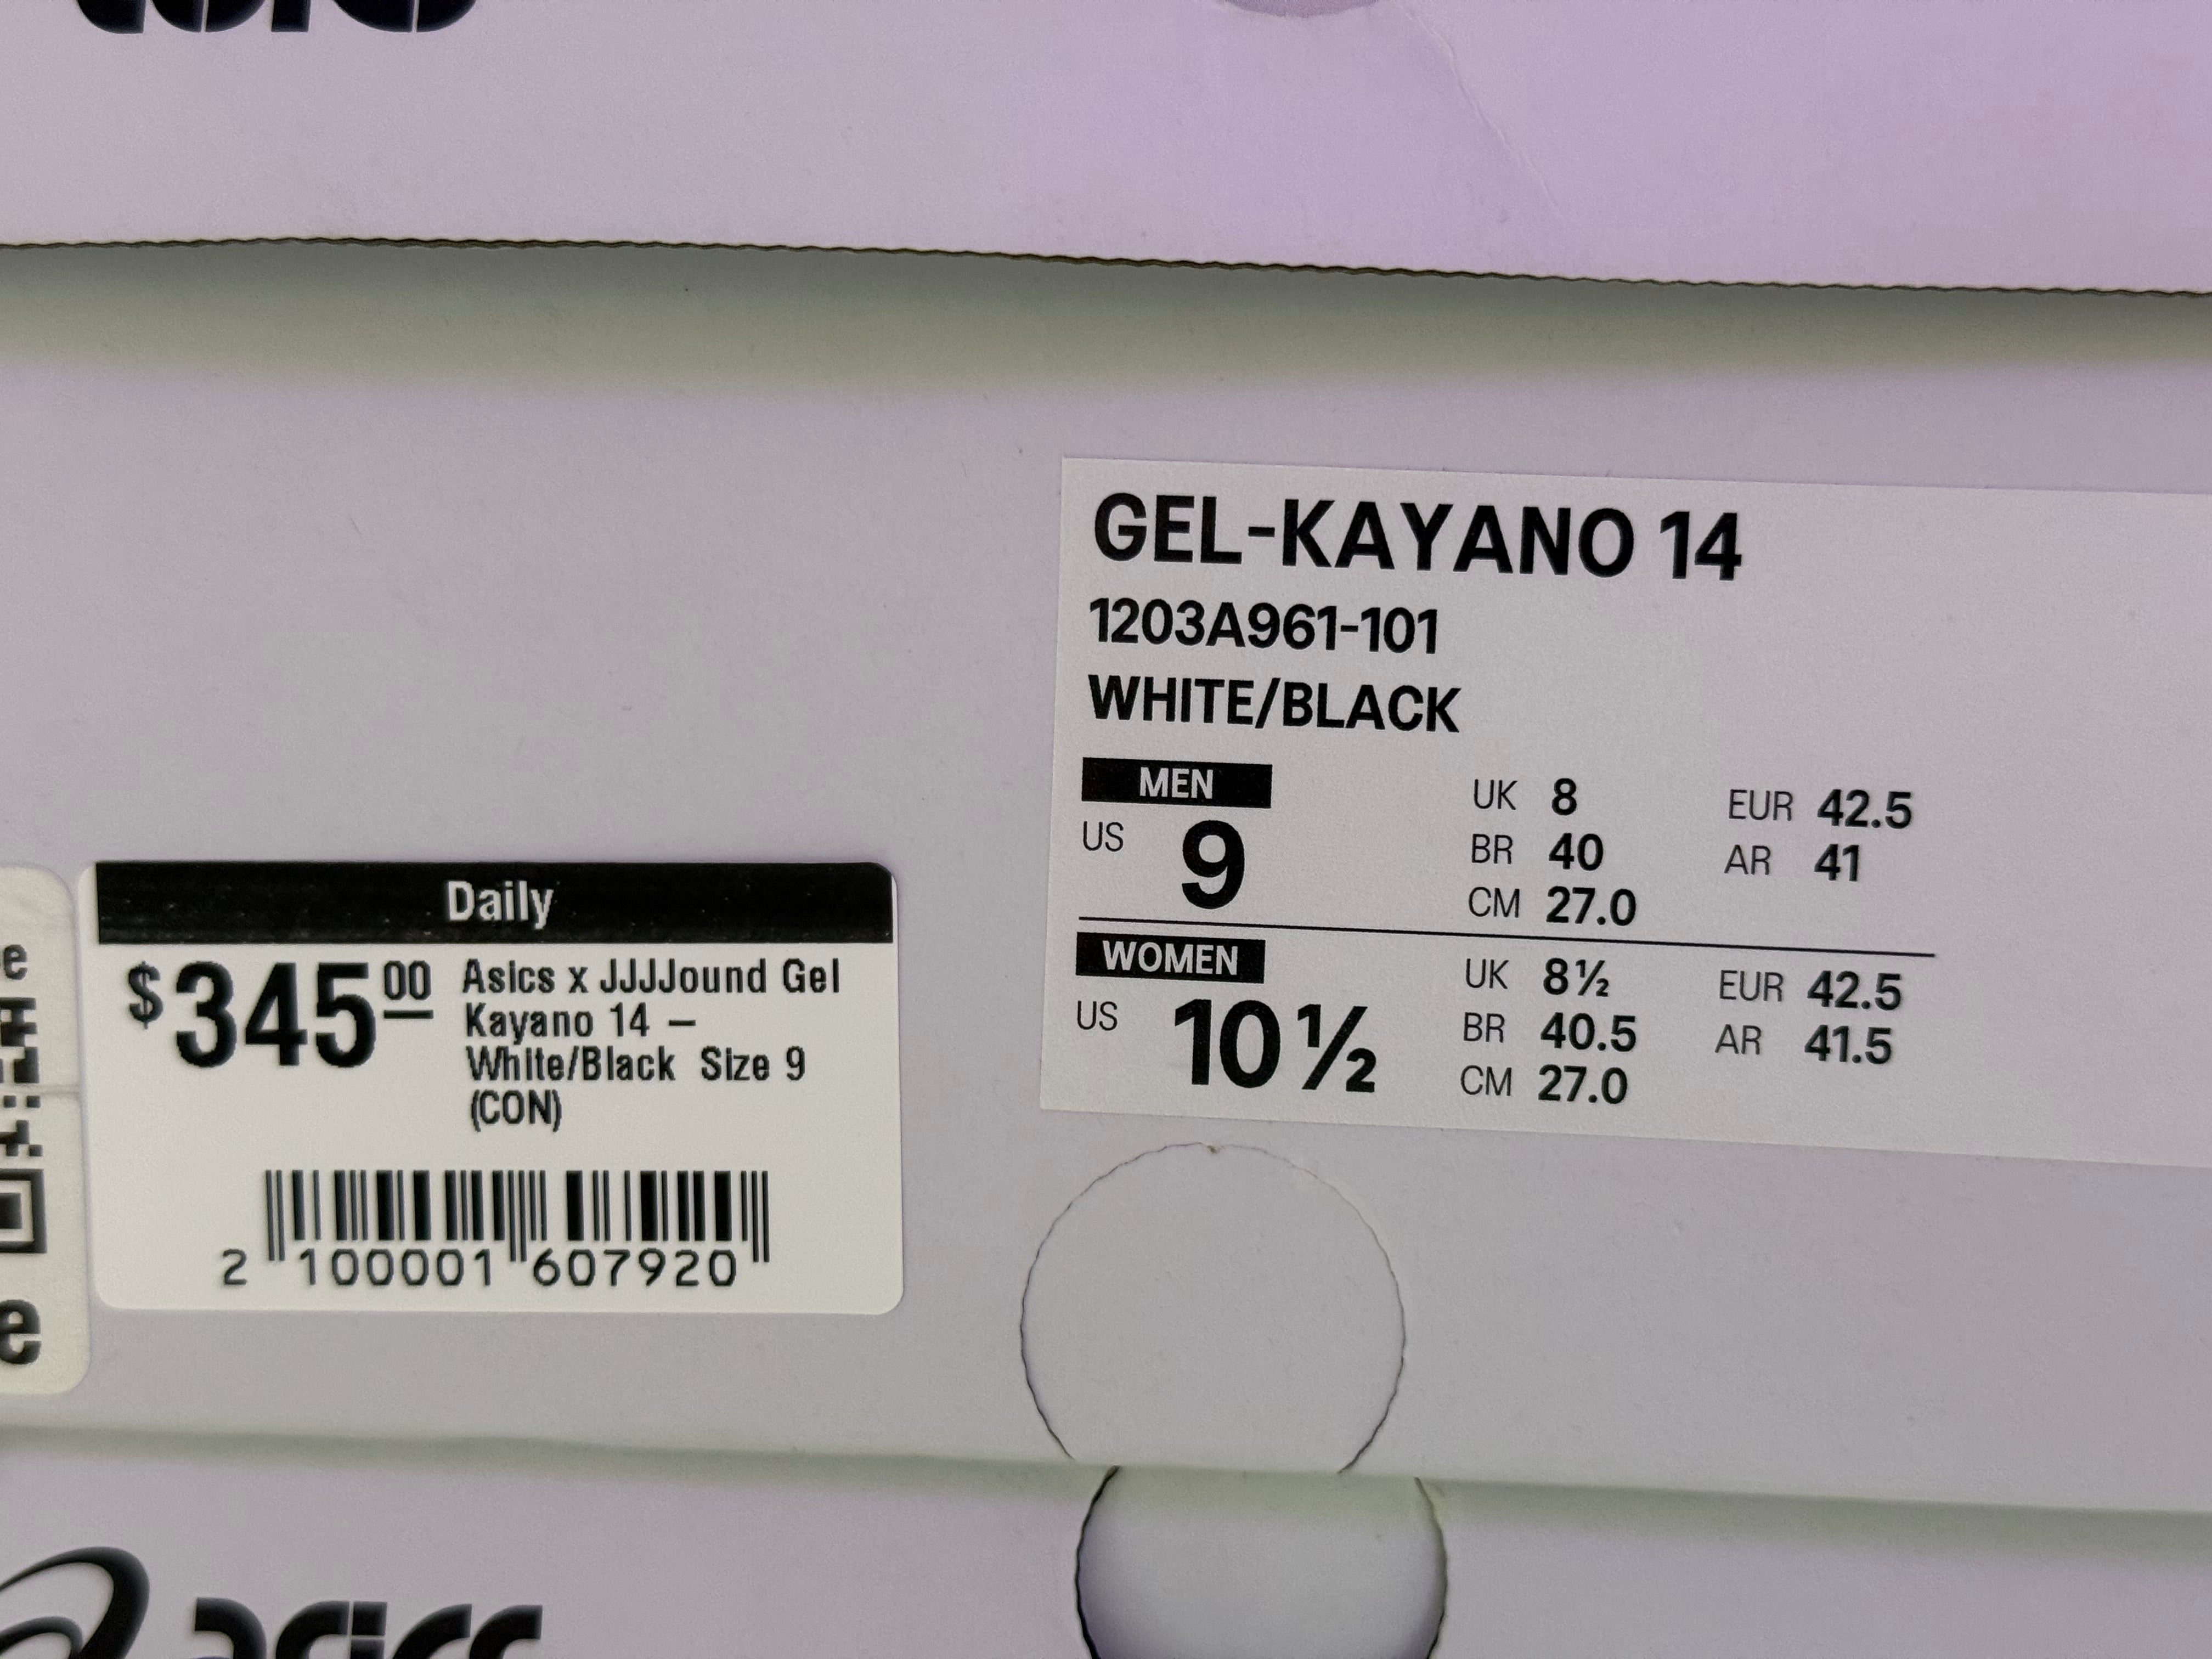 GEL-KAYANO 14
1203A961-101
WHITE/BLACK
MEN
US 9
UK 8 EUR 42.5
BR 40 AR 41
CM 27.0
WOMEN
US 10½
UK 8½ EUR 42.5
BR 40.5 AR 41.5
CM 27.0
Daily
$345.00
Asics x JJJJound Gel
Kayano 14 –
White/Black Size 9
(CON)
2 100001 607920
asics